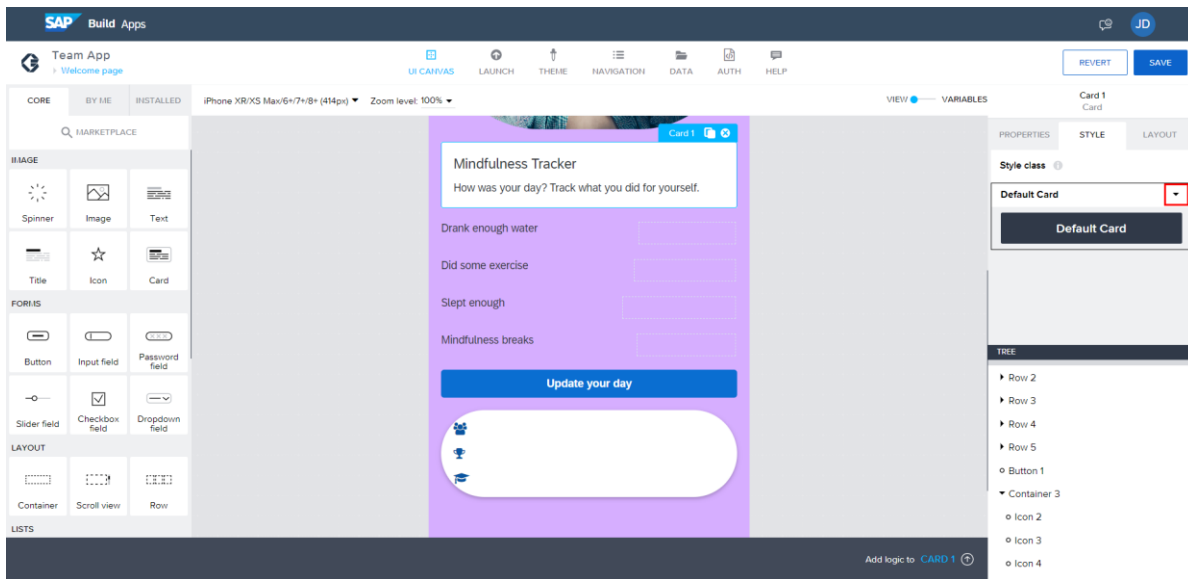 SAP Build Apps
JD
Team App
Welcome page
UI CANVAS LAUNCH THEME NAVIGATION DATA AUTH HELP
REVERT SAVE
CORE BY ME INSTALLED
iPhone XR/XS Max/6+/7+/8+ (414px) Zoom level: 100%
VIEW VARIABLES
Card 1
Card
MARKETPLACE
PROPERTIES STYLE LAYOUT
IMAGE
Spinner Image Text
Title Icon Card
FORMS
Button Input field Password field
Slider field Checkbox field Dropdown field
LAYOUT
Container Scroll view Row
LISTS
Card 1
Mindfulness Tracker
How was your day? Track what you did for yourself.
Drank enough water
Did some exercise
Slept enough
Mindfulness breaks
Update your day
Style class
Default Card
Default Card
TREE
Row 2
Row 3
Row 4
Row 5
Button 1
Container 3
Icon 2
Icon 3
Icon 4
Add logic to CARD 1